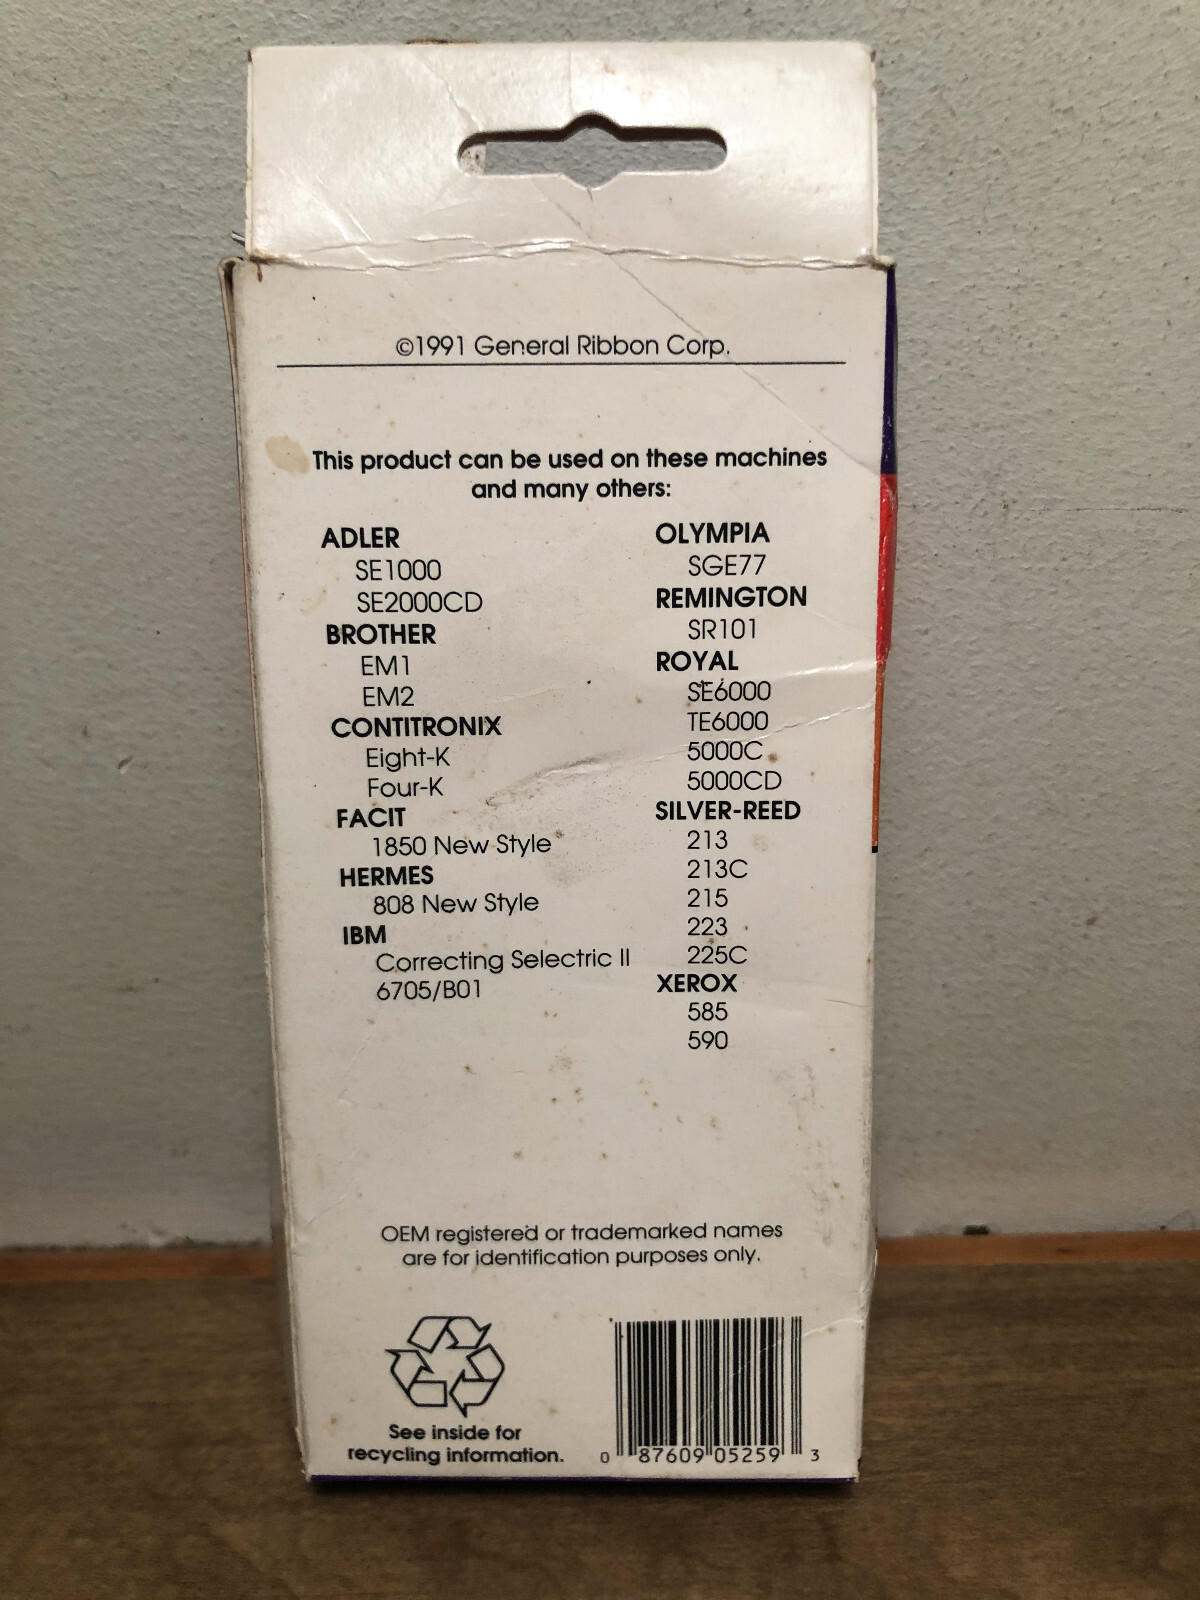 ©1991 General Ribbon Corp.
This product can be used on these machines
and many others:
ADLER
SE1000
SE2000CD
BROTHER
EM1
EM2
CONTITRONIX
Eight-K
Four-K
FACIT
1850 New Style
HERMES
808 New Style
IBM
Correcting Selectric II
6705/B01
OLYMPIA
SGE77
REMINGTON
SR101
ROYAL
SE6000
TE6000
5000C
5000CD
SILVER-REED
213
213C
215
223
225C
XEROX
585
590
OEM registered or trademarked names
are for identification purposes only.
See inside for
recycling information.
0 87609 05259 3